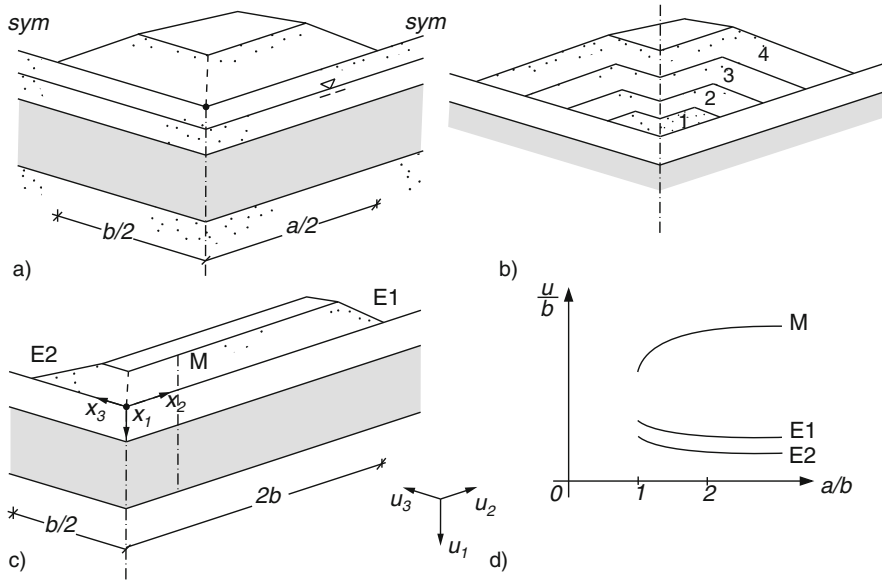 sym
sym
b/2
a/2
a)
4
3
2
1
b)
E1
E2
M
x3
x1
x2
b/2
2b
u3
u2
u1
c)
u/b
M
E1
E2
0
1
2
a/b
d)